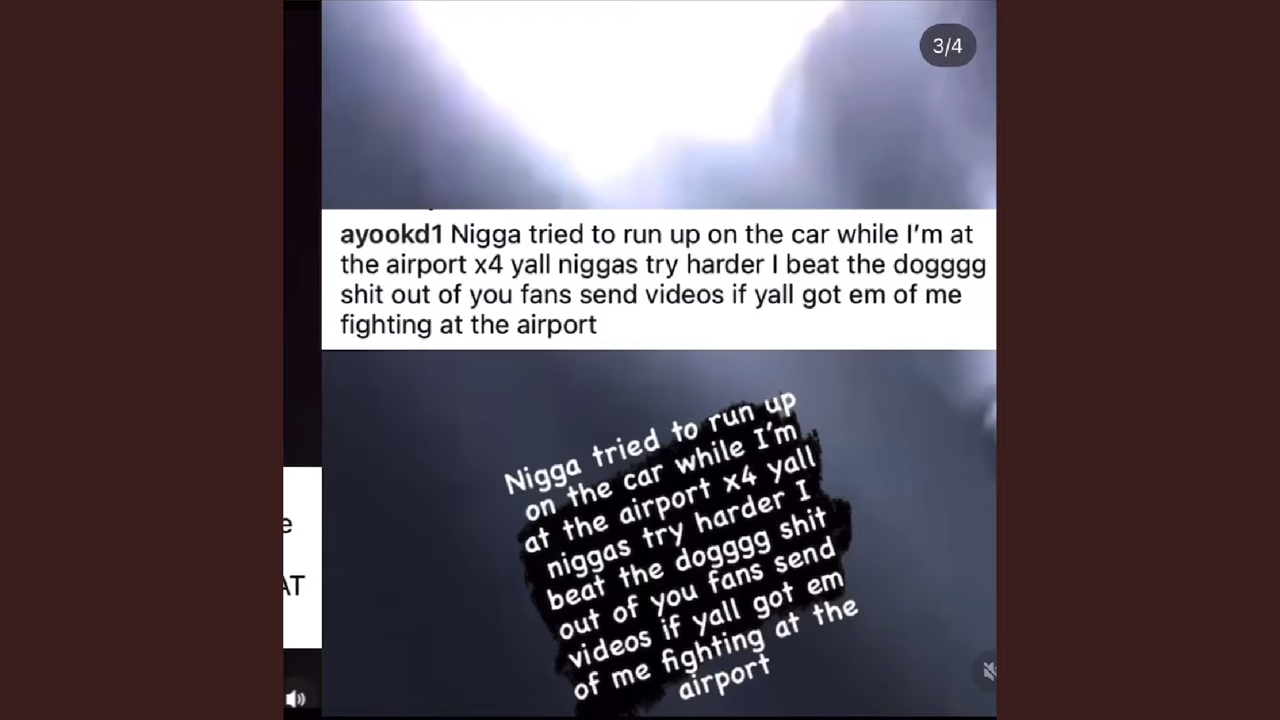 3/4
ayookd1 Nigga tried to run up on the car while I'm at
the airport x4 yall niggas try harder I beat the dogggg
shit out of you fans send videos if yall got em of me
fighting at the airport
Nigga tried to run up
on the car while I'm
at the airport x4 yall
niggas try harder I
beat the dogggg shit
out of you fans send
videos if yall got em
of me fighting at the
airport
e
AT